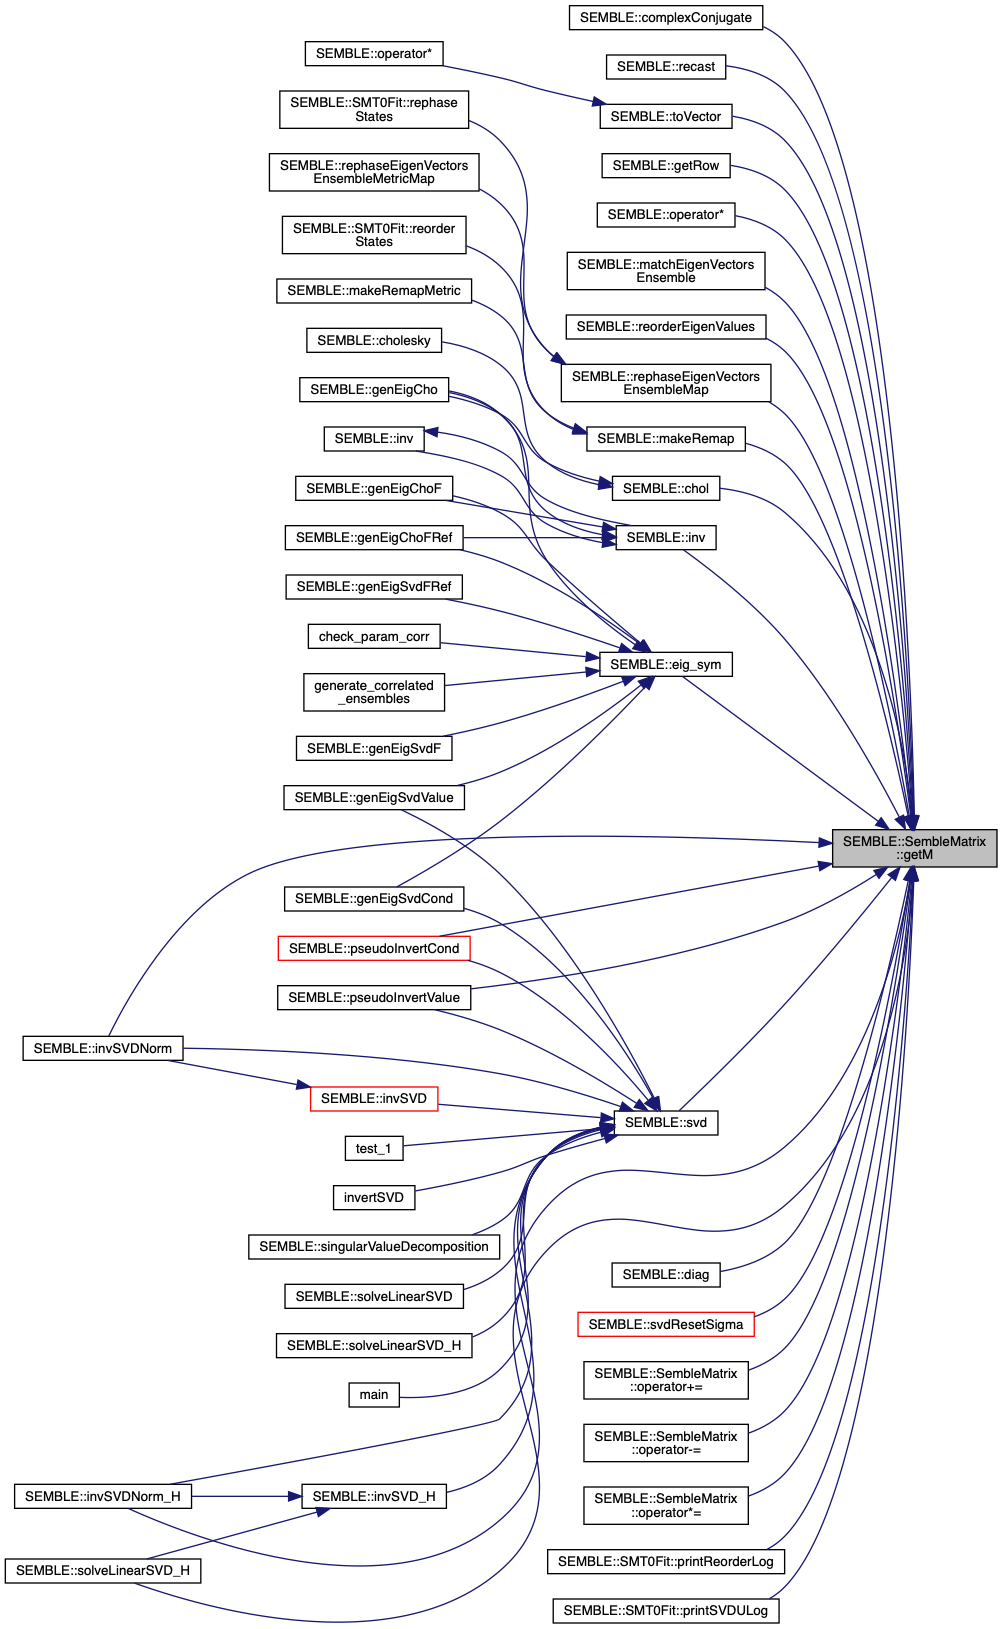 SEMBLE::complexConjugate
SEMBLE::operator*
SEMBLE::recast
SEMBLE::SMT0Fit::rephase
States
SEMBLE::toVector
SEMBLE::rephaseEigenVectors
EnsembleMetricMap
SEMBLE::getRow
SEMBLE::SMT0Fit::reorder
States
SEMBLE::operator*
SEMBLE::matchEigenVectors
Ensemble
SEMBLE::makeRemapMetric
SEMBLE::reorderEigenValues
SEMBLE::cholesky
SEMBLE::rephaseEigenVectors
EnsembleMap
SEMBLE::genEigCho
SEMBLE::inv
SEMBLE::makeRemap
SEMBLE::genEigChoF
SEMBLE::chol
SEMBLE::genEigChoFRef
SEMBLE::inv
SEMBLE::genEigSvdFRef
check_param_corr
SEMBLE::eig_sym
generate_correlated
_ensembles
SEMBLE::genEigSvdF
SEMBLE::genEigSvdValue
SEMBLE::SembleMatrix
::getM
SEMBLE::genEigSvdCond
SEMBLE::pseudoInvertCond
SEMBLE::pseudoInvertValue
SEMBLE::invSVDNorm
SEMBLE::invSVD
SEMBLE::svd
test_1
invertSVD
SEMBLE::singularValueDecomposition
SEMBLE::diag
SEMBLE::solveLinearSVD
SEMBLE::svdResetSigma
SEMBLE::solveLinearSVD_H
SEMBLE::SembleMatrix
::operator+=
main
SEMBLE::SembleMatrix
::operator-=
SEMBLE::invSVDNorm_H
SEMBLE::invSVD_H
SEMBLE::SembleMatrix
::operator*=
SEMBLE::SMT0Fit::printReorderLog
SEMBLE::solveLinearSVD_H
SEMBLE::SMT0Fit::printSVDULog